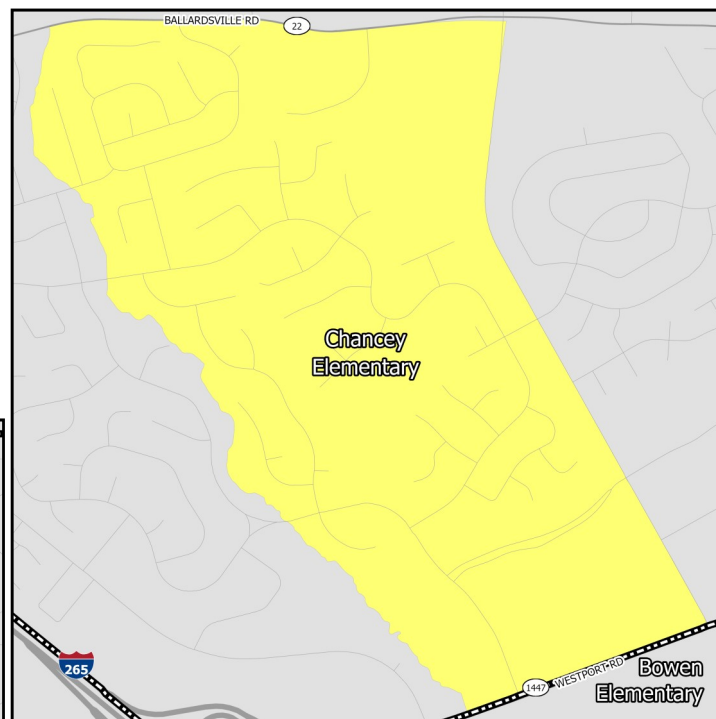 BALLARDSVILLE RD
22
Chancey
Elementary
265
1447
WESTPORT RD
Bowen
Elementary